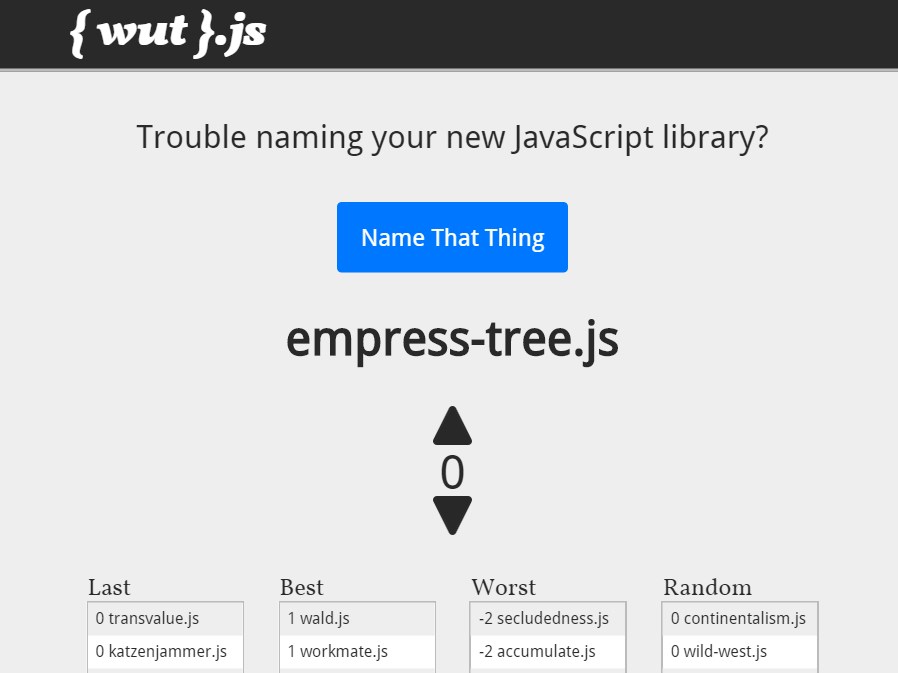 { wut }.js
Trouble naming your new JavaScript library?
Name That Thing
empress-tree.js
0
Last
0 transvalue.js
0 katzenjammer.js
Best
1 wald.js
1 workmate.js
Worst
-2 secludedness.js
-2 accumulate.js
Random
0 continentalism.js
0 wild-west.js